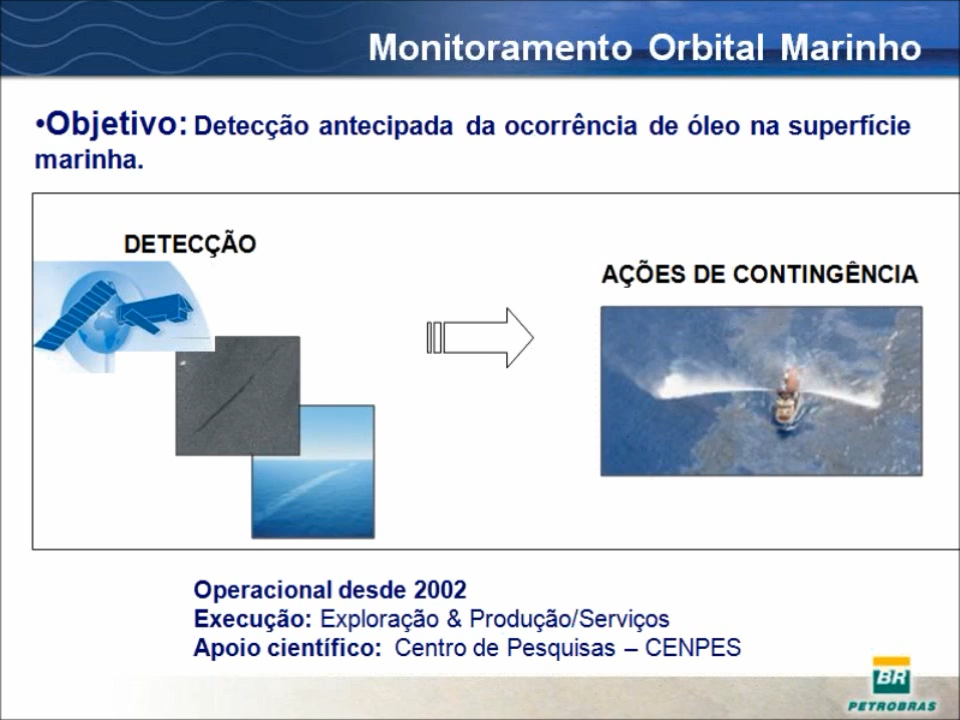 Monitoramento Orbital Marinho
•Objetivo: Detecção antecipada da ocorrência de óleo na superfície
marinha.
DETECÇÃO
AÇÕES DE CONTINGÊNCIA
Operacional desde 2002
Execução: Exploração & Produção/Serviços
Apoio científico: Centro de Pesquisas – CENPES
BR
PETROBRAS